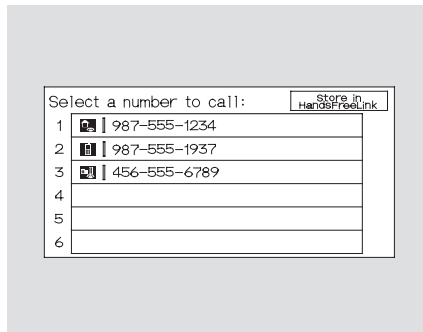 Select a number to call:
Store in
HandsFreeLink
1 987-555-1234
2 987-555-1937
3 456-555-6789
4
5
6